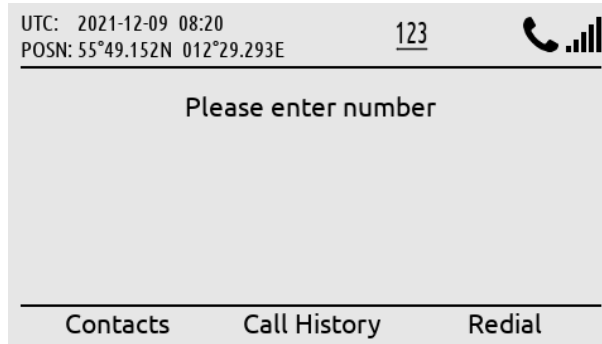 UTC: 2021-12-09 08:20
POSN: 55°49.152N 012°29.293E
123
Please enter number
Contacts Call History Redial